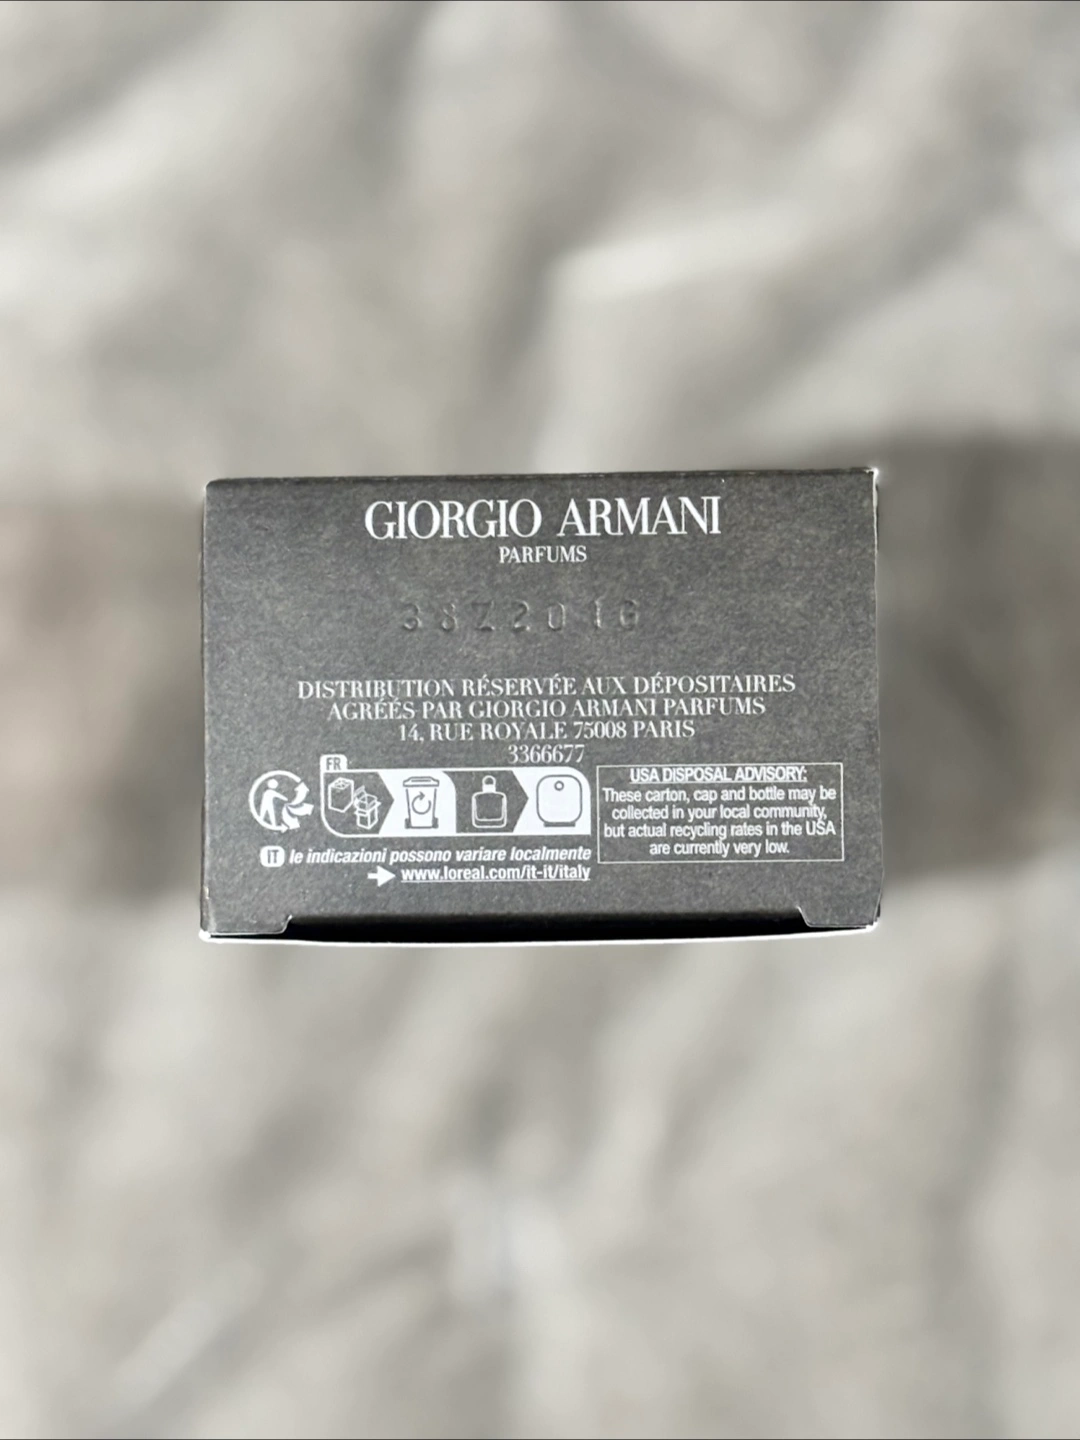 GIORGIO ARMANI
PARFUMS
38Z201G
DISTRIBUTION RÉSERVÉE AUX DÉPOSITAIRES
AGRÉÉS PAR GIORGIO ARMANI PARFUMS
14, RUE ROYALE 75008 PARIS
3366677
FR
IT le indicazioni possono variare localmente
www.loreal.com/it-it/italy
USA DISPOSAL ADVISORY:
These carton, cap and bottle may be
collected in your local community,
but actual recycling rates in the USA
are currently very low.